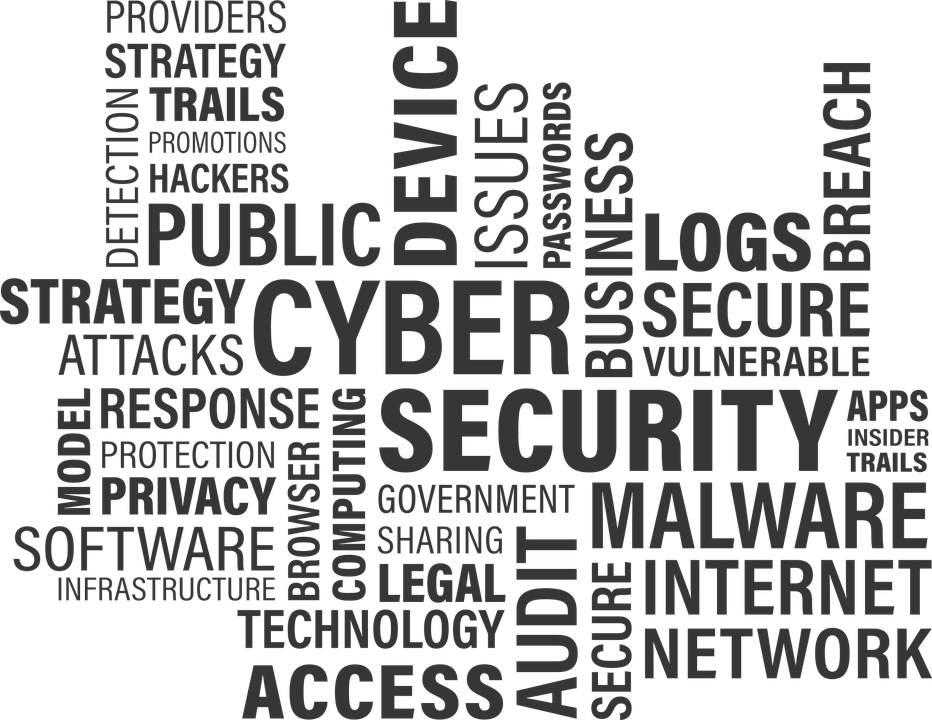 PROVIDERS
STRATEGY
TRAILS
PROMOTIONS
HACKERS
DETECTION
PUBLIC
DEVICE
ISSUES
PASSWORDS
BUSINESS
LOGS
BREACH
STRATEGY
CYBER
SECURE
ATTACKS
VULNERABLE
MODEL
RESPONSE
PROTECTION
PRIVACY
BROWSER
COMPUTING
SECURITY
APPS
INSIDER
TRAILS
GOVERNMENT
MALWARE
SOFTWARE
SHARING
INFRASTRUCTURE
LEGAL
AUDIT
SECURE
INTERNET
TECHNOLOGY
NETWORK
ACCESS